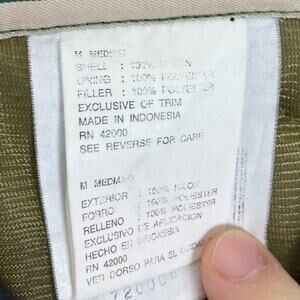 M MEDIUM
SHELL : 100% NYLON
LINING : 100% POLYESTER
FILLER : 100% POLYESTER
EXCLUSIVE OF TRIM
MADE IN INDONESIA
RN 42000
SEE REVERSE FOR CARE
M MEDIANO
EXTERIOR : 100% NILON
FORRO : 100% POLIESTER
RELLENO : 100% POLIESTER
EXCLUSIVO DE APLICACION
HECHO EN INDONESIA
RN 42000
VER DORSO PARA EL CUIDADO